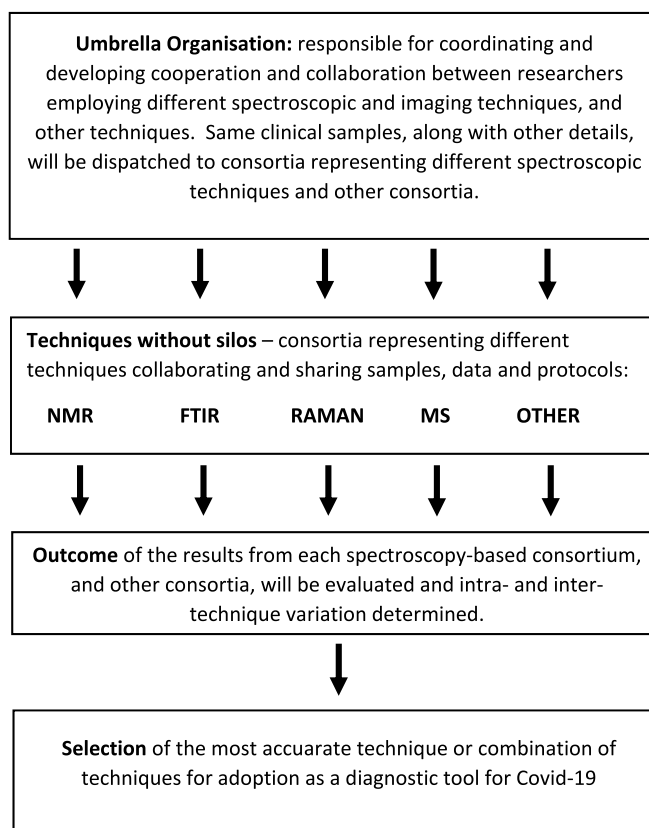 Umbrella Organisation: responsible for coordinating and
developing cooperation and collaboration between researchers
employing different spectroscopic and imaging techniques, and
other techniques.  Same clinical samples, along with other details,
will be dispatched to consortia representing different spectroscopic
techniques and other consortia.
Techniques without silos – consortia representing different
techniques collaborating and sharing samples, data and protocols:
NMR FTIR RAMAN MS OTHER
Outcome of the results from each spectroscopy-based consortium,
and other consortia, will be evaluated and intra- and inter-
technique variation determined.
Selection of the most accuarate technique or combination of
techniques for adoption as a diagnostic tool for Covid-19